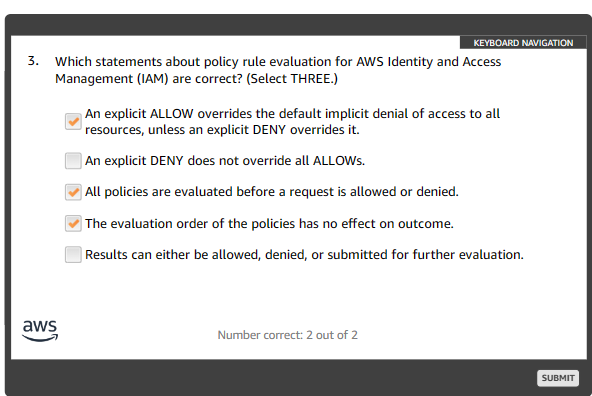 KEYBOARD NAVIGATION
3. Which statements about policy rule evaluation for AWS Identity and Access
Management (IAM) are correct? (Select THREE.)
An explicit ALLOW overrides the default implicit denial of access to all
resources, unless an explicit DENY overrides it.
An explicit DENY does not override all ALLOWs.
All policies are evaluated before a request is allowed or denied.
The evaluation order of the policies has no effect on outcome.
Results can either be allowed, denied, or submitted for further evaluation.
aws
Number correct: 2 out of 2
SUBMIT